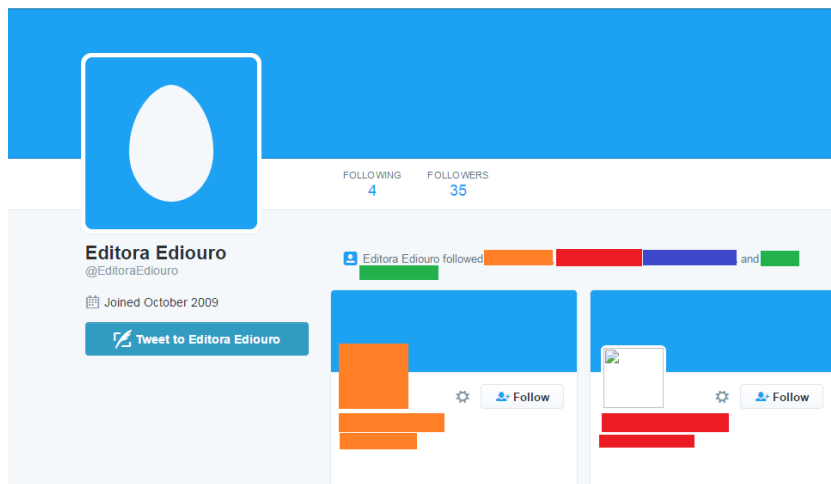 FOLLOWING FOLLOWERS
4 35
Editora Ediouro
@EditoraEdiouro
Joined October 2009
Tweet to Editora Ediouro
Editora Ediouro followed , , and
Follow
Follow